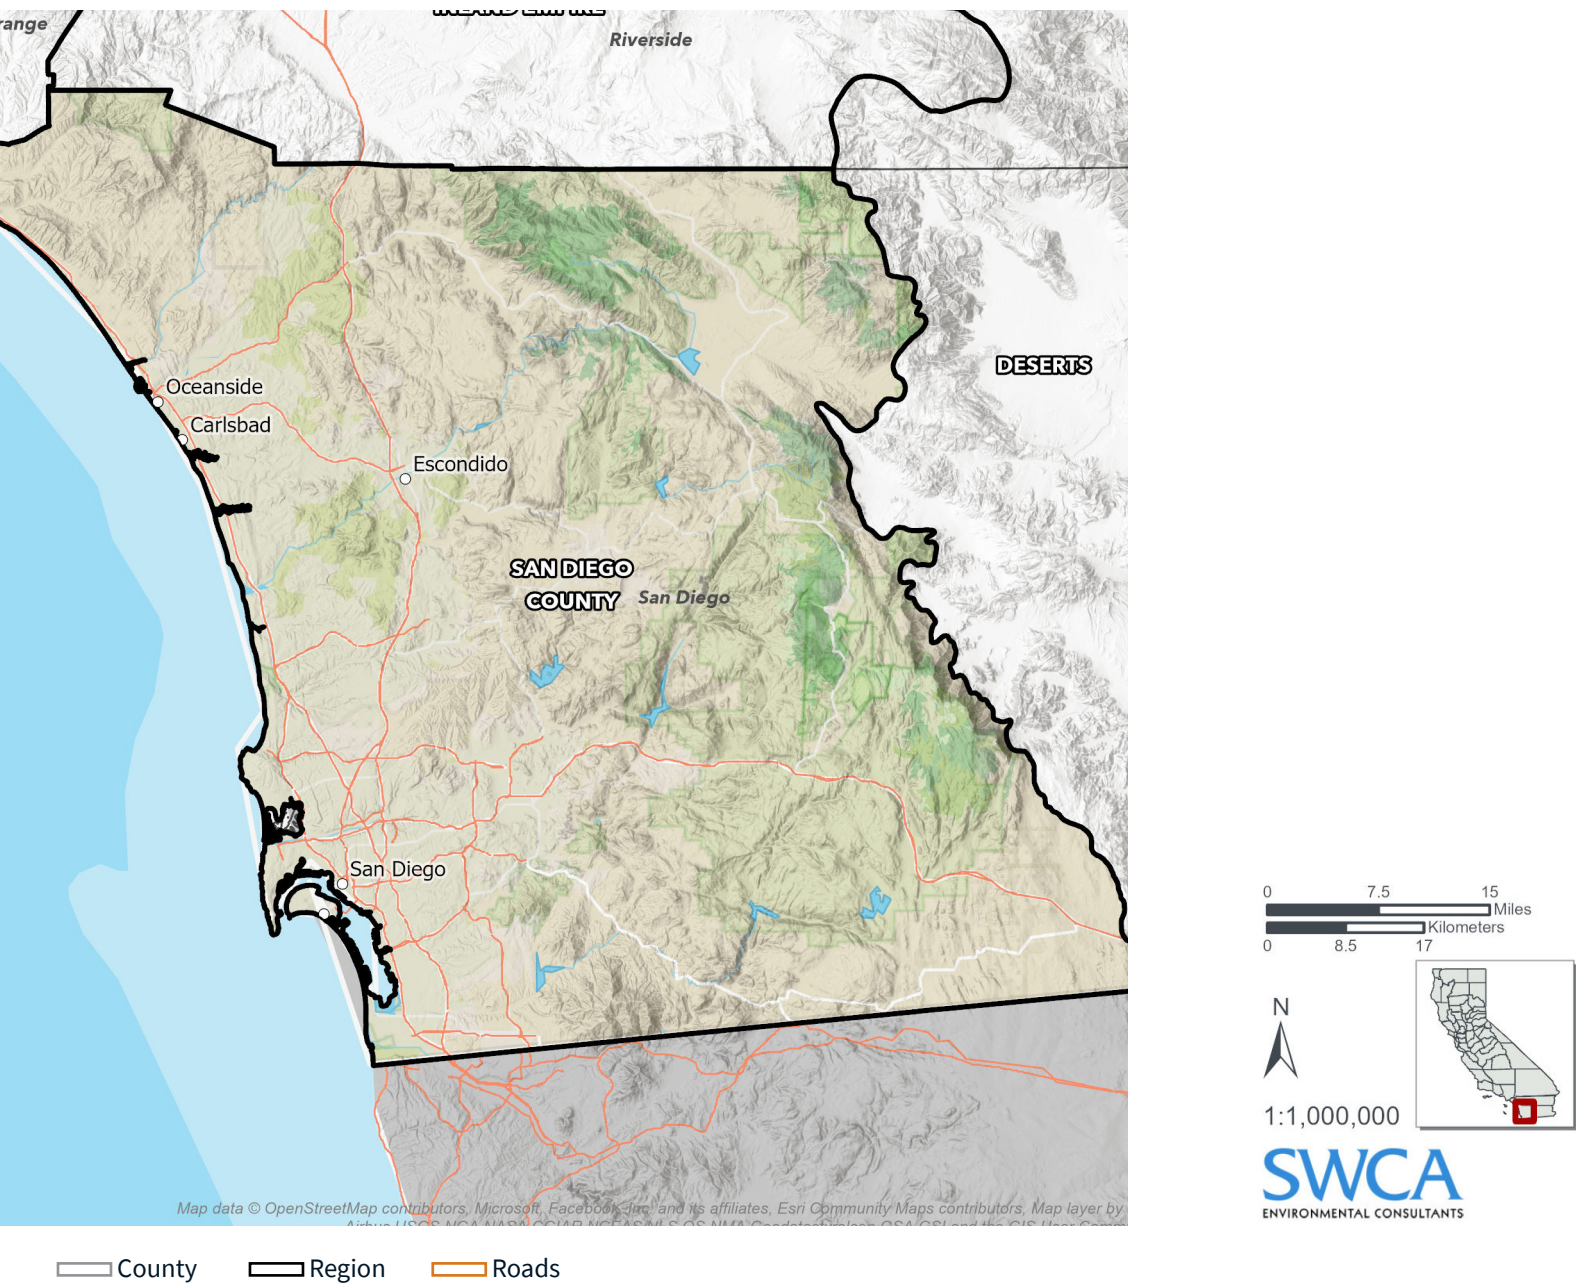 range
INLAND EMPIRE
Riverside
DESERTS
Oceanside
Carlsbad
Escondido
SAN DIEGO
COUNTY
San Diego
San Diego
Map data © OpenStreetMap contributors, Microsoft, Facebook, Inc. and its affiliates, Esri Community Maps contributors, Map layer by
0 7.5 15
Miles
Kilometers
0 8.5 17
N
1:1,000,000
SWCA
ENVIRONMENTAL CONSULTANTS
County Region Roads